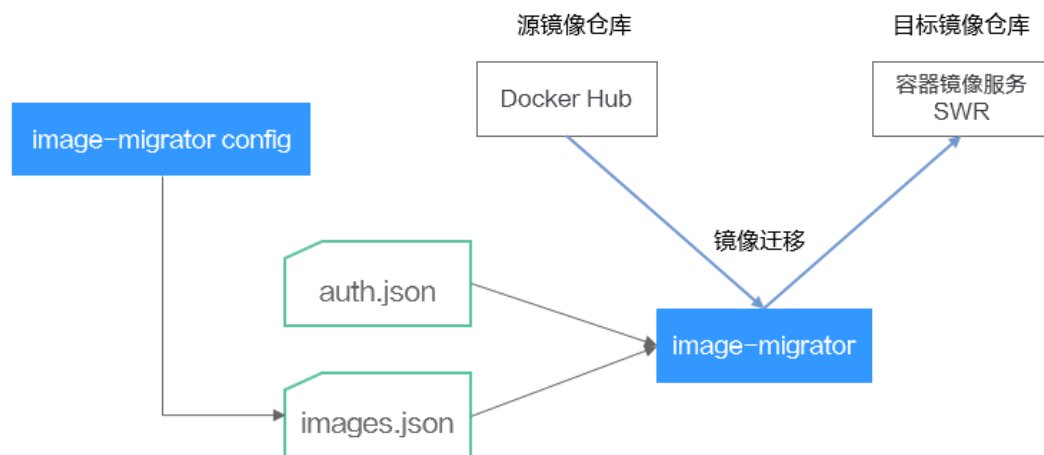 源镜像仓库
目标镜像仓库
Docker Hub
容器镜像服务
SWR
image-migrator config
镜像迁移
auth.json
image-migrator
images.json